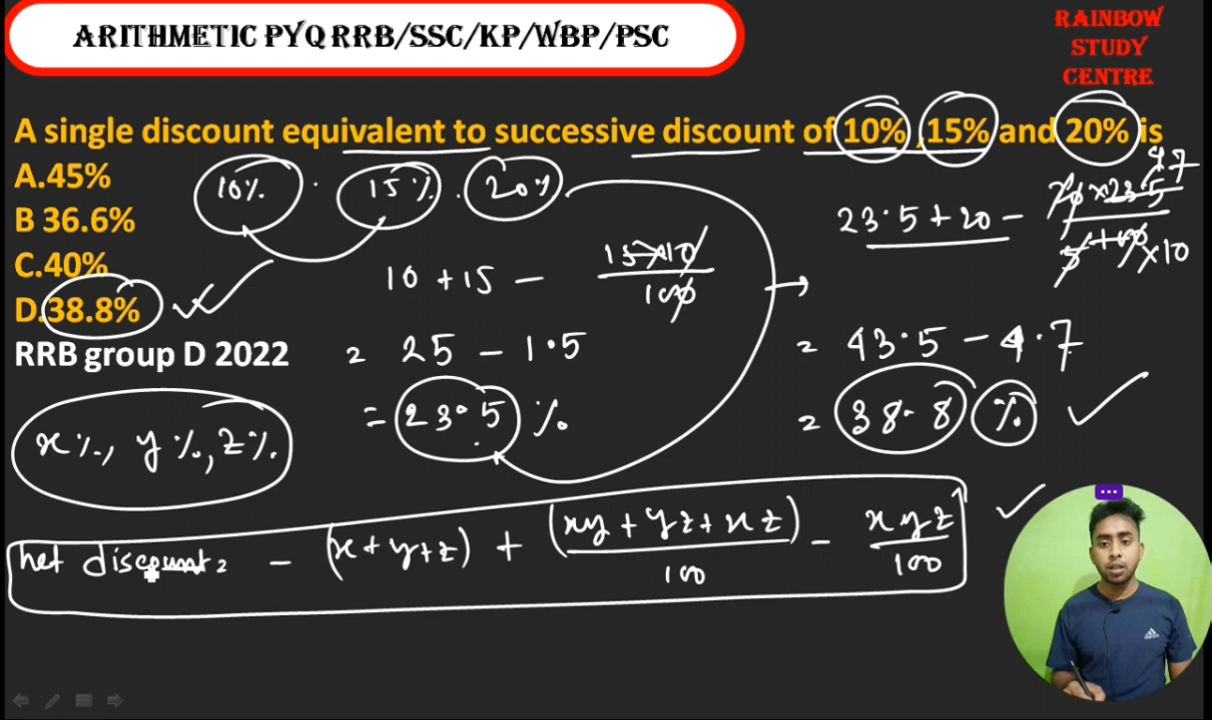 ARITHMETIC PYQ RRB/SSC/KP/WBP/PSC
RAINBOW
STUDY
CENTRE
A single discount equivalent to successive discount of 10% ,15% and 20% is
A.45%
B 36.6%
C.40%
D.38.8%
RRB group D 2022
10% . 15% . 20%
10 + 15 - 15×10/100
= 25 - 1.5
= 23.5 %
23.5 + 20 -
47
×10
= 43.5 - 4.7
= 38.8 %
x%, y%, z%.
net discount = - (x+y+z) + (xy+yz+xz)/100 - xyz/100